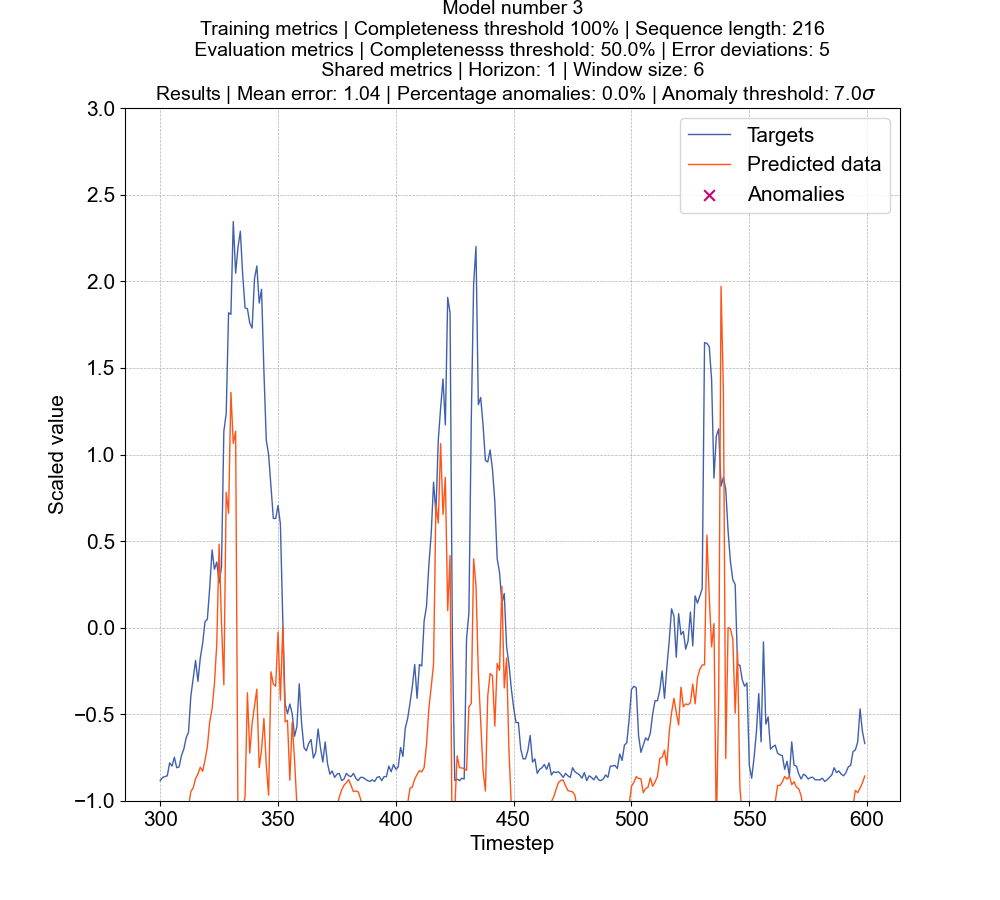 Model number 3
Training metrics | Completeness threshold 100% | Sequence length: 216
Evaluation metrics | Completenesss threshold: 50.0% | Error deviations: 5
Shared metrics | Horizon: 1 | Window size: 6
Results | Mean error: 1.04 | Percentage anomalies: 0.0% | Anomaly threshold: 7.0σ
Targets
Predicted data
Anomalies
Scaled value
3.0
2.5
2.0
1.5
1.0
0.5
0.0
−0.5
−1.0
300
350
400
450
500
550
600
Timestep